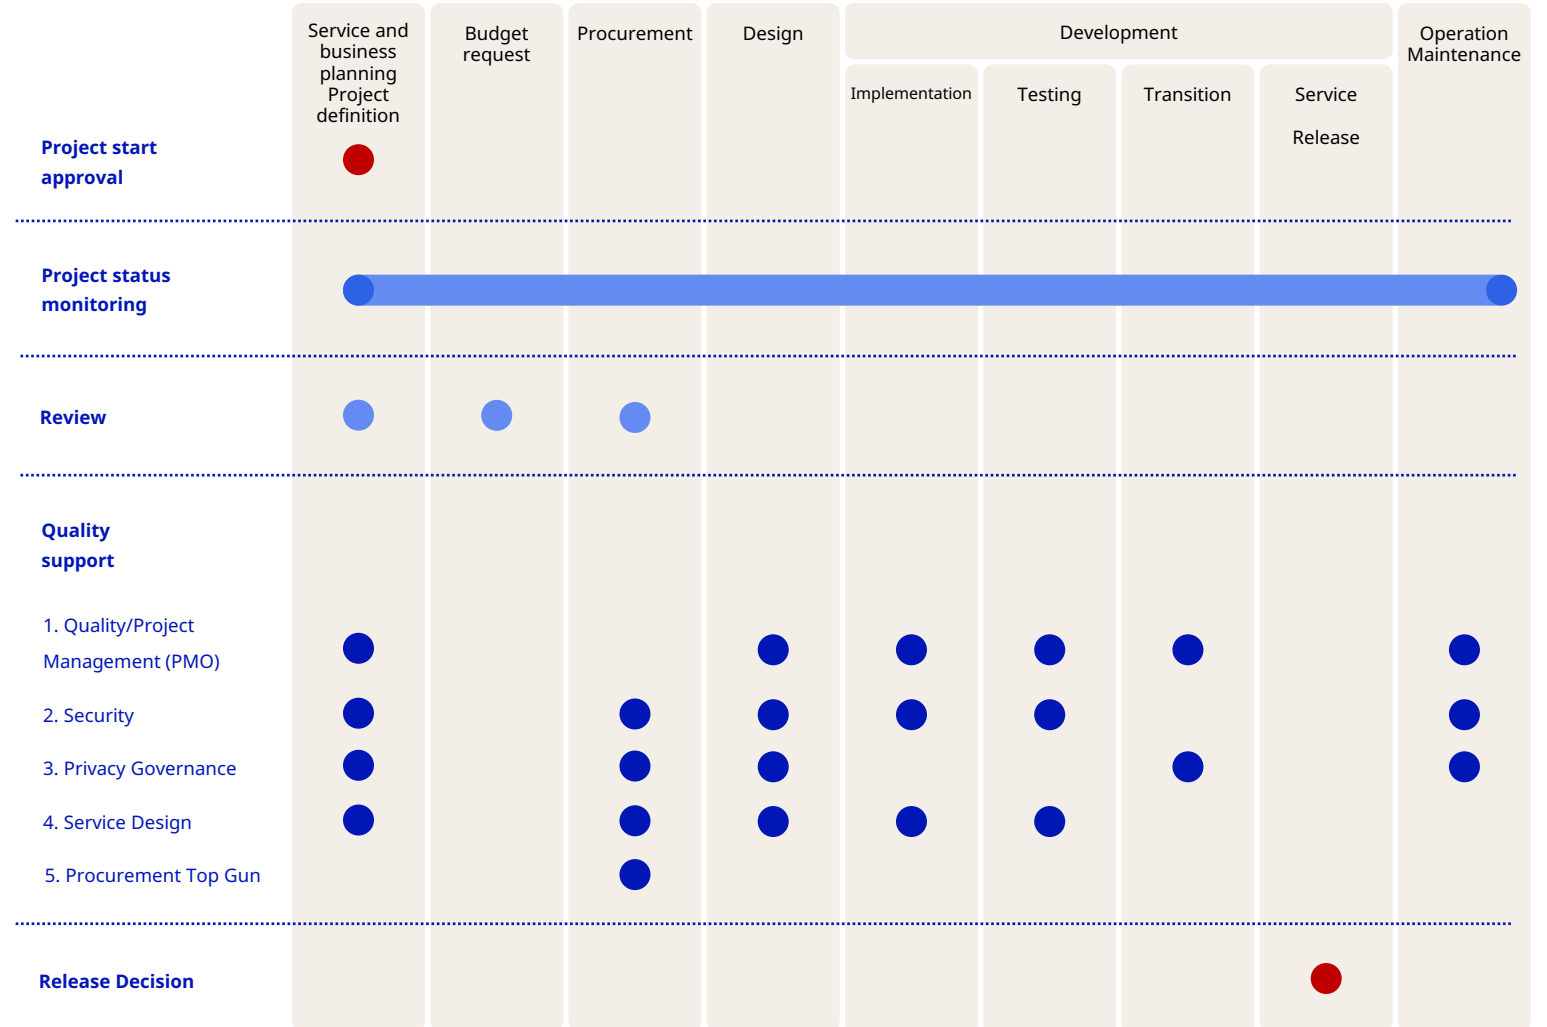 Service and
business
planning
Project
definition
Budget
request
Procurement
Design
Development
Implementation
Testing
Transition
Service
Release
Operation
Maintenance
Project start
approval
Project status
monitoring
Review
Quality
support
1. Quality/Project
Management (PMO)
2. Security
3. Privacy Governance
4. Service Design
5. Procurement Top Gun
Release Decision